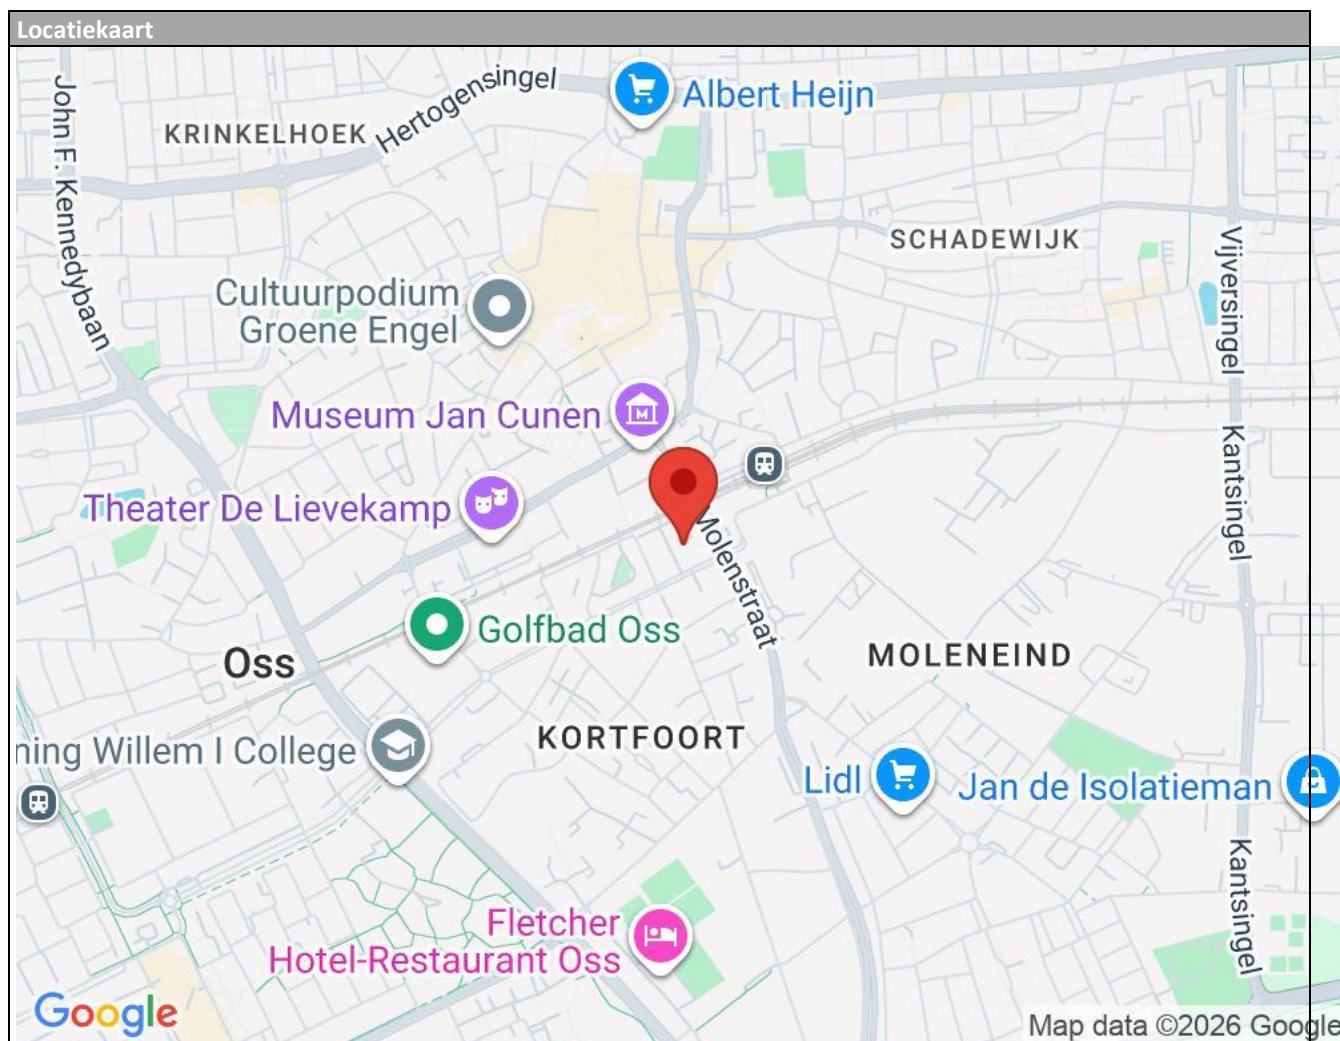 Locatiekaart
John F. Kennedybaan
Hertogensingel
Albert Heijn
KRINKELHOEK
SCHADEWIJK
Vijversingel
Cultuurpodium
Groene Engel
Museum Jan Cunen
Kantsingel
Theater De Lievekamp
Molenstraat
Golfbad Oss
Oss
MOLENEIND
KORTFOORT
ning Willem I College
Lidl
Jan de Isolatieman
Kantsingel
Fletcher
Hotel-Restaurant Oss
Google
Map data ©2026 Google